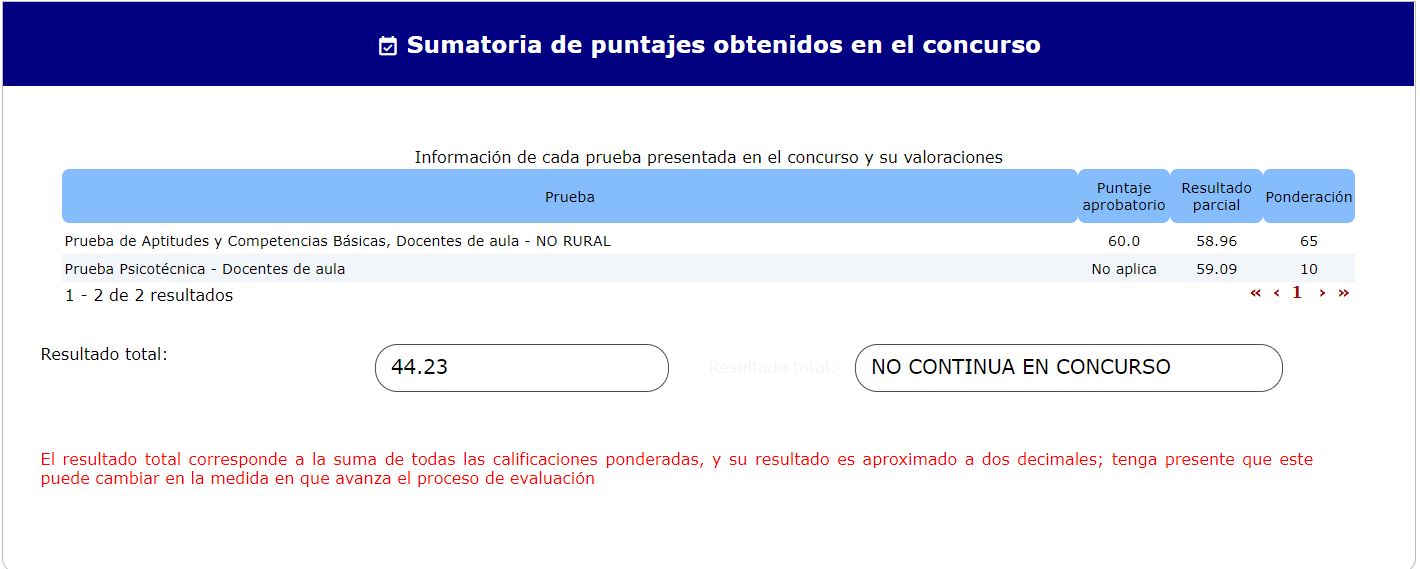 Sumatoria de puntajes obtenidos en el concurso
Información de cada prueba presentada en el concurso y su valoraciones
Prueba Puntaje aprobatorio Resultado parcial Ponderación
Prueba de Aptitudes y Competencias Básicas, Docentes de aula - NO RURAL 60.0 58.96 65
Prueba Psicotécnica - Docentes de aula No aplica 59.09 10
1 - 2 de 2 resultados « ‹ 1 › »
Resultado total: 44.23 Resultado total: NO CONTINUA EN CONCURSO
El resultado total corresponde a la suma de todas las calificaciones ponderadas, y su resultado es aproximado a dos decimales; tenga presente que este
puede cambiar en la medida en que avanza el proceso de evaluación